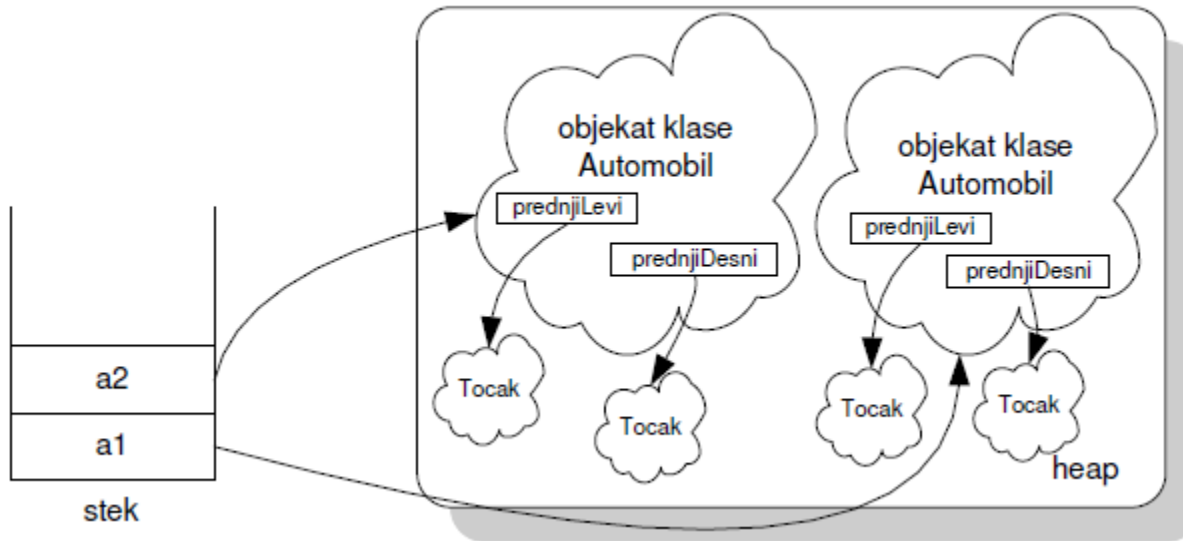 objekat klase
Automobil
prednjiLevi
prednjiDesni
Tocak
Tocak
objekat klase
Automobil
prednjiLevi
prednjiDesni
Tocak
Tocak
heap
a2
a1
stek